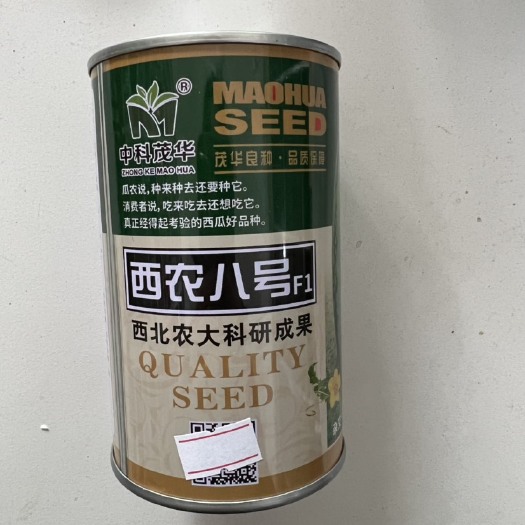 ®
MAOHUA
SEED
中科茂华
ZHONG KE MAO HUA
茂华良种·品质保障
瓜农说,种来种去还要种它。
消费者说,吃来吃去还想吃它。
真正经得起考验的西瓜好品种。
西农八号F1
西北农大科研成果
QUALITY
SEED